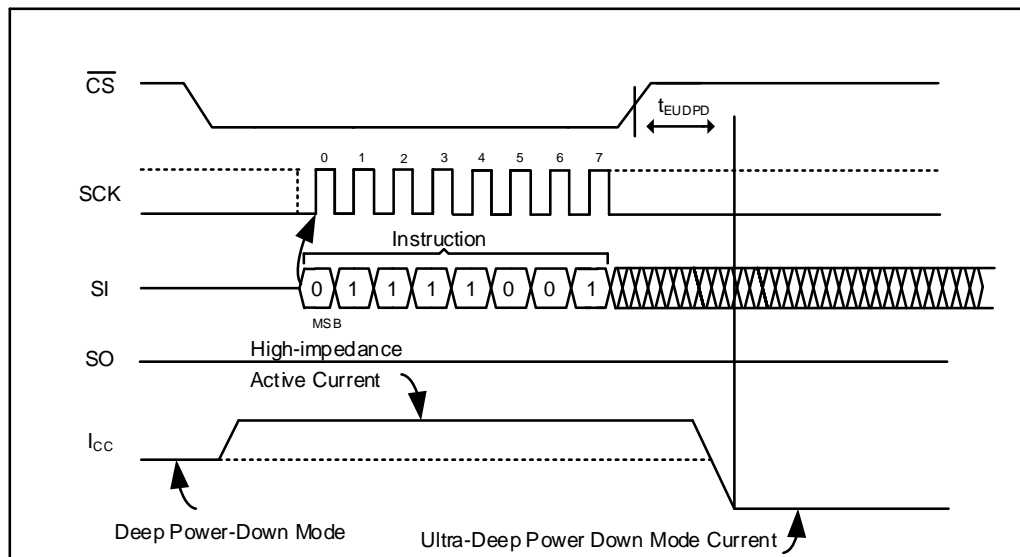 CS
tEUDPD
0 1 2 3 4 5 6 7
SCK
Instruction
SI
0 1 1 1 1 0 0 1
MSB
SO
High-impedance
Active Current
ICC
Deep Power-Down Mode
Ultra-Deep Power Down Mode Current